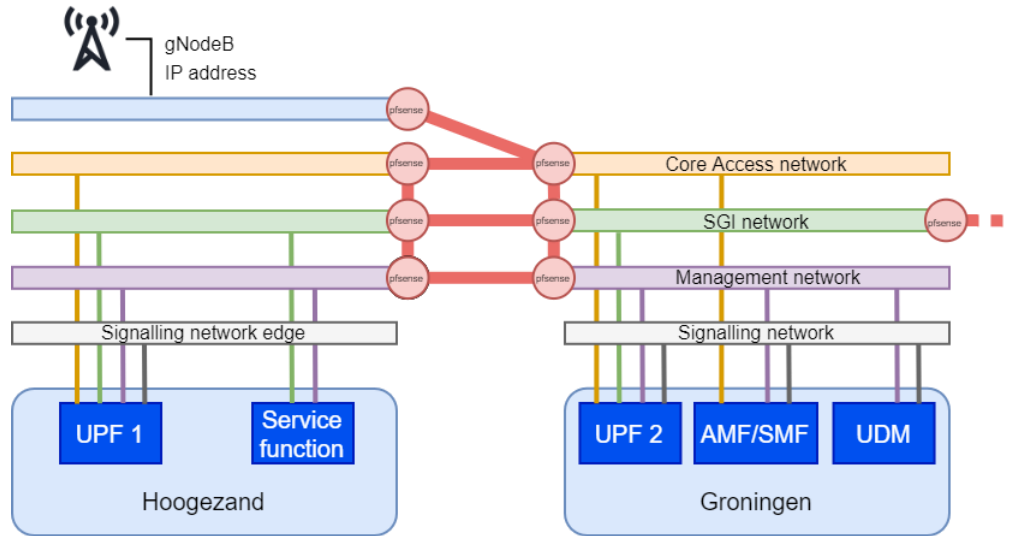 gNodeB
IP address
pfsense
pfsense
pfsense
Core Access network
pfsense
pfsense
SGI network
pfsense
pfsense
pfsense
Management network
Signalling network edge
Signalling network
UPF 1
Service
function
UPF 2
AMF/SMF
UDM
Hoogezand
Groningen